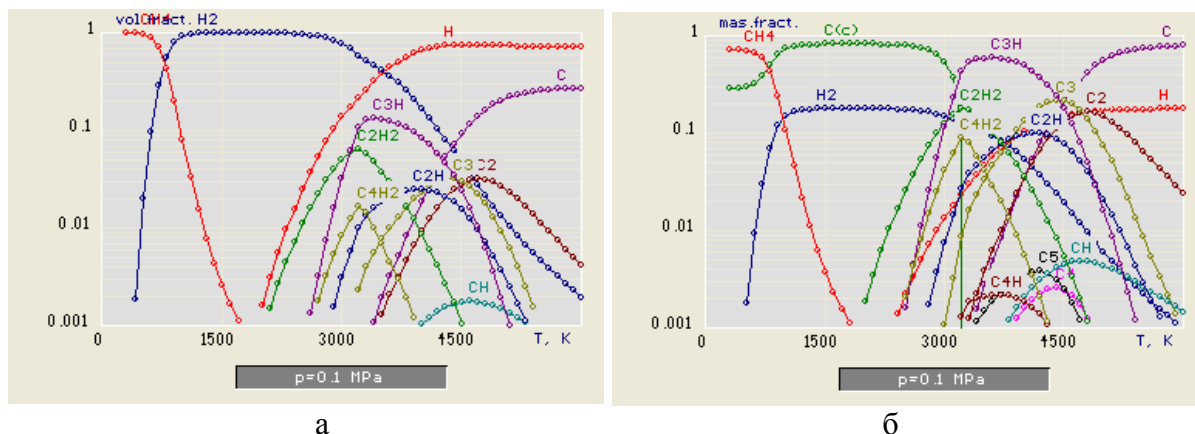 vol.fract. H2
CH4
H
C
C3H
C2H2
C4H2
C2H
C3
C2
CH
1
0.1
0.01
0.001
0
1500
3000
4500
T, K
p=0.1 MPa
а
mas.fract.
CH4
C(c)
C3H
C
H2
C2H2
C3
C2
H
C4H2
C2H
C5
CH
C4H
1
0.1
0.01
0.001
0
1500
3000
4500
T, K
p=0.1 MPa
б